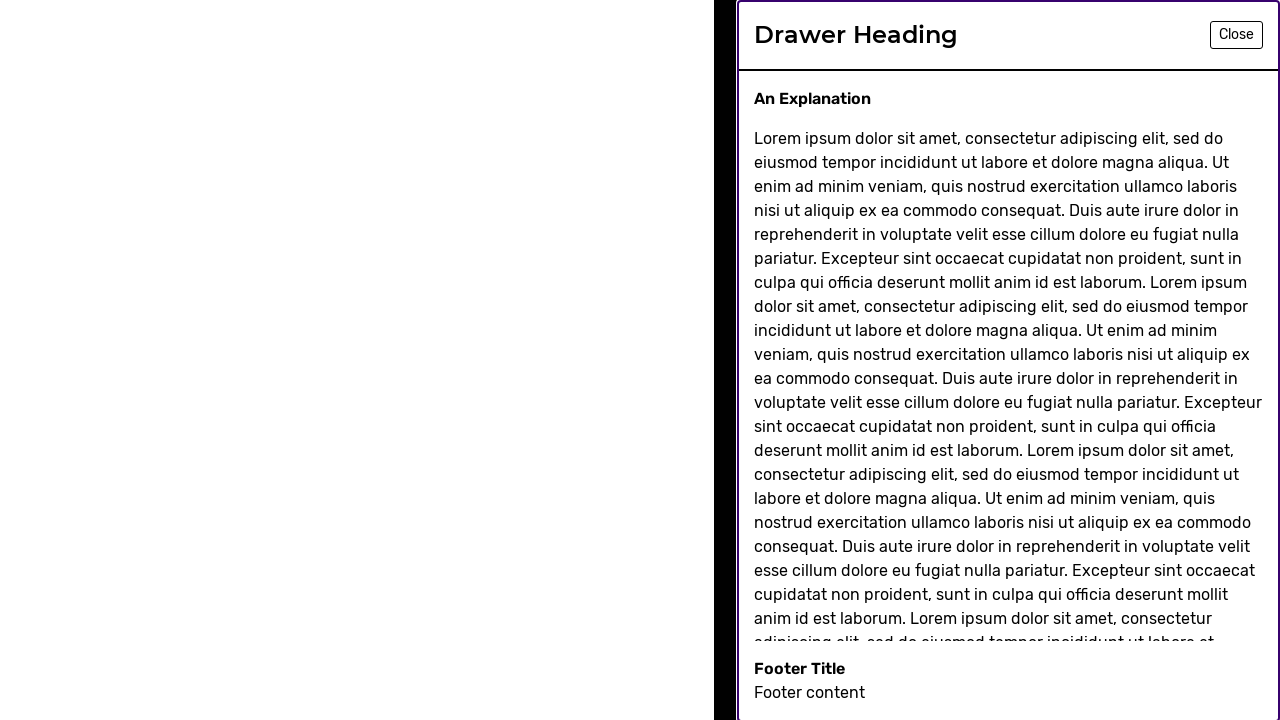 Drawer Heading
Close
An Explanation
Lorem ipsum dolor sit amet, consectetur adipiscing elit, sed do
eiusmod tempor incididunt ut labore et dolore magna aliqua. Ut
enim ad minim veniam, quis nostrud exercitation ullamco laboris
nisi ut aliquip ex ea commodo consequat. Duis aute irure dolor in
reprehenderit in voluptate velit esse cillum dolore eu fugiat nulla
pariatur. Excepteur sint occaecat cupidatat non proident, sunt in
culpa qui officia deserunt mollit anim id est laborum. Lorem ipsum
dolor sit amet, consectetur adipiscing elit, sed do eiusmod tempor
incididunt ut labore et dolore magna aliqua. Ut enim ad minim
veniam, quis nostrud exercitation ullamco laboris nisi ut aliquip ex
ea commodo consequat. Duis aute irure dolor in reprehenderit in
voluptate velit esse cillum dolore eu fugiat nulla pariatur. Excepteur
sint occaecat cupidatat non proident, sunt in culpa qui officia
deserunt mollit anim id est laborum. Lorem ipsum dolor sit amet,
consectetur adipiscing elit, sed do eiusmod tempor incididunt ut
labore et dolore magna aliqua. Ut enim ad minim veniam, quis
nostrud exercitation ullamco laboris nisi ut aliquip ex ea commodo
consequat. Duis aute irure dolor in reprehenderit in voluptate velit
esse cillum dolore eu fugiat nulla pariatur. Excepteur sint occaecat
cupidatat non proident, sunt in culpa qui officia deserunt mollit
anim id est laborum. Lorem ipsum dolor sit amet, consectetur
adipiscing elit, sed do eiusmod tempor incididunt ut labore et
Footer Title
Footer content